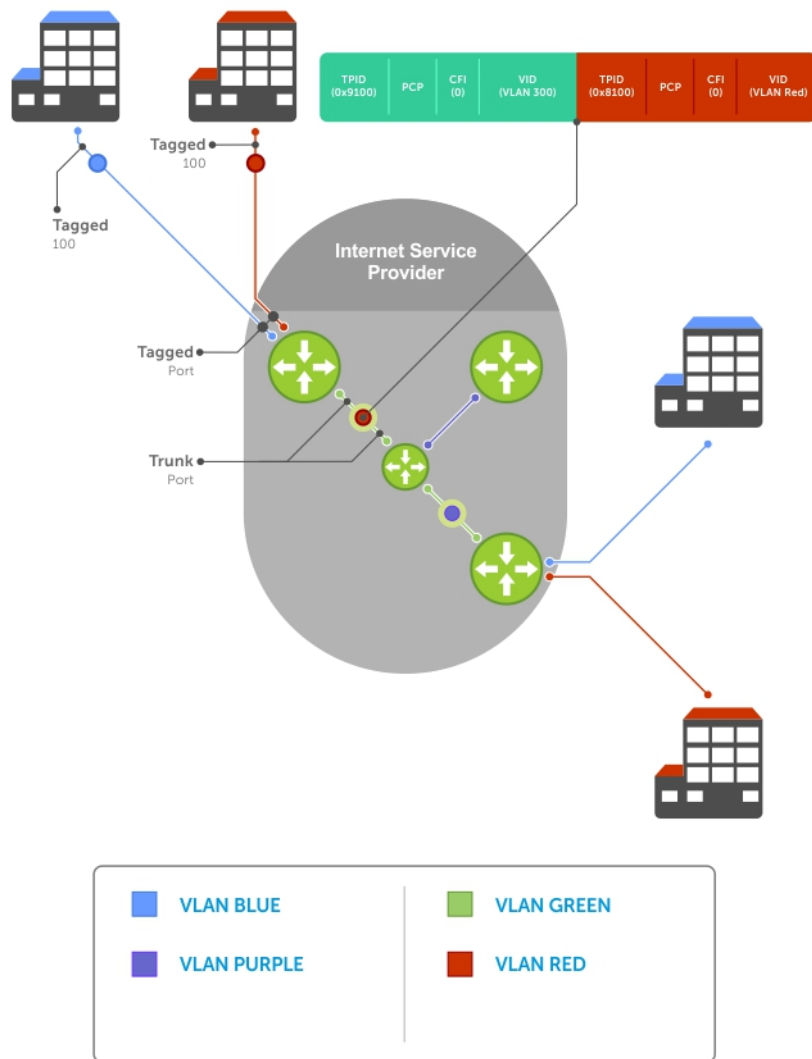 TPID
(0x9100)
PCP
CFI
(0)
VID
(VLAN 300)
TPID
(0x8100)
PCP
CFI
(0)
VID
(VLAN Red)
Tagged
100
Tagged
100
Internet Service
Provider
Tagged
Port
Trunk
Port
VLAN BLUE
VLAN GREEN
VLAN PURPLE
VLAN RED